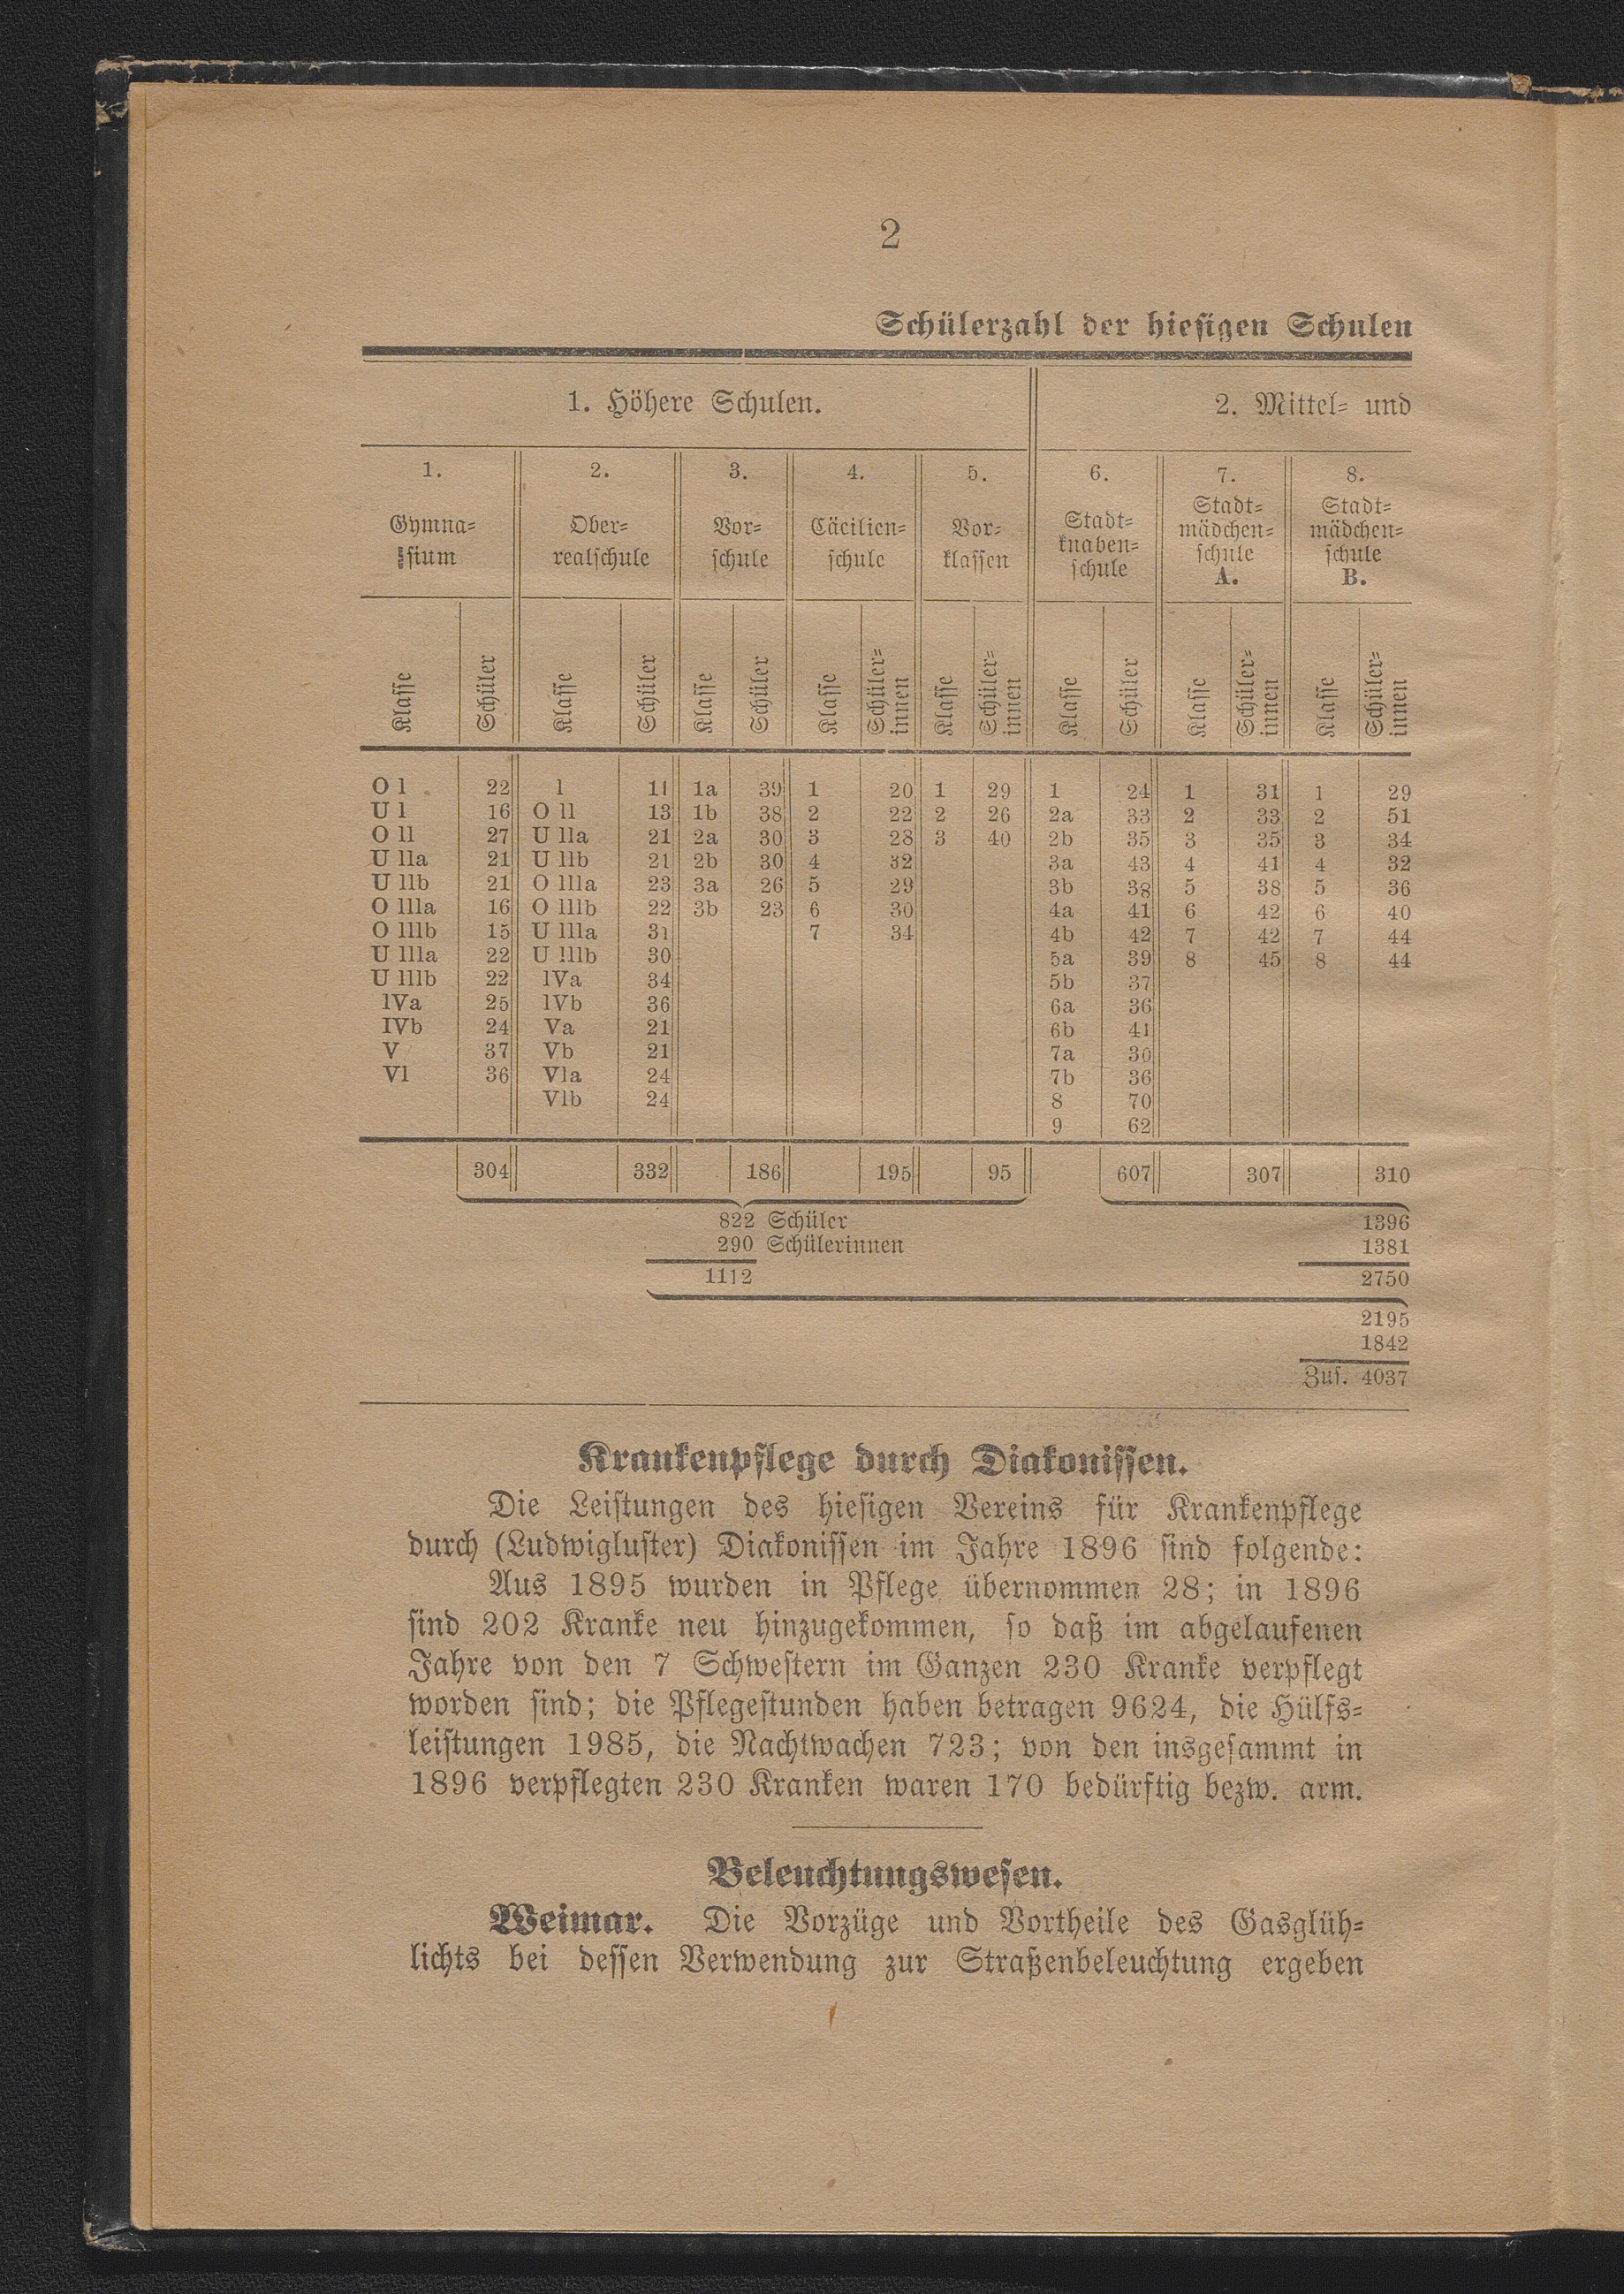 2
Schülerzahl der hiesigen Schulen
1. Höhere Schulen. 2. Mittel- und
1. 2. 3. 4. 5. 6. 7. 8.
Gymna-
sium
Ober-
realschule
Vor-
schule
Cäcilien-
schule
Vor-
klassen
Stadt-
knaben-
schule
Stadt-
mädchen-
schule
A.
Stadt-
mädchen-
schule
B.
Klasse Schüler Klasse Schüler Klasse Schüler Klasse Schüler-innen Klasse Schüler-innen Klasse Schüler Klasse Schüler-innen Klasse Schüler-innen
O I 22 I 11 1a 39 1 20 1 29 1 24 1 31 1 29
U I 16 O II 13 1b 38 2 22 2 26 2a 33 2 33 2 51
O II 27 U IIa 21 2a 30 3 28 3 40 2b 35 3 35 3 34
U IIa 21 U IIb 21 2b 30 4 32 3a 43 4 41 4 32
U IIb 21 O IIIa 23 3a 26 5 29 3b 38 5 38 5 36
O IIIa 16 O IIIb 22 3b 23 6 30 4a 41 6 42 6 40
O IIIb 15 U IIIa 31 7 34 4b 42 7 42 7 44
U IIIa 22 U IIIb 30 5a 39 8 45 8 44
U IIIb 22 IVa 34 5b 37
IVa 25 IVb 36 6a 36
IVb 24 Va 21 6b 41
V 37 Vb 21 7a 30
VI 36 VIa 24 7b 36
VIb 24 8 70
9 62
304 332 186 195 95 607 307 310
822 Schüler 1396
290 Schülerinnen 1381
1112 2750
2195
1842
Zus. 4037
Krankenpflege durch Diakonissen.
Die Leistungen des hiesigen Vereins für Krankenpflege
durch (Ludwigluster) Diakonissen im Jahre 1896 sind folgende:
Aus 1895 wurden in Pflege übernommen 28; in 1896
sind 202 Kranke neu hinzugekommen, so daß im abgelaufenen
Jahre von den 7 Schwestern im Ganzen 230 Kranke verpflegt
worden sind; die Pflegestunden haben betragen 9624, die Hülfs-
leistungen 1985, die Nachtwachen 723; von den insgesammt in
1896 verpflegten 230 Kranken waren 170 bedürftig bezw. arm.
Beleuchtungswesen.
Weimar. Die Vorzüge und Vortheile des Gasglüh-
lichts bei dessen Verwendung zur Straßenbeleuchtung ergeben